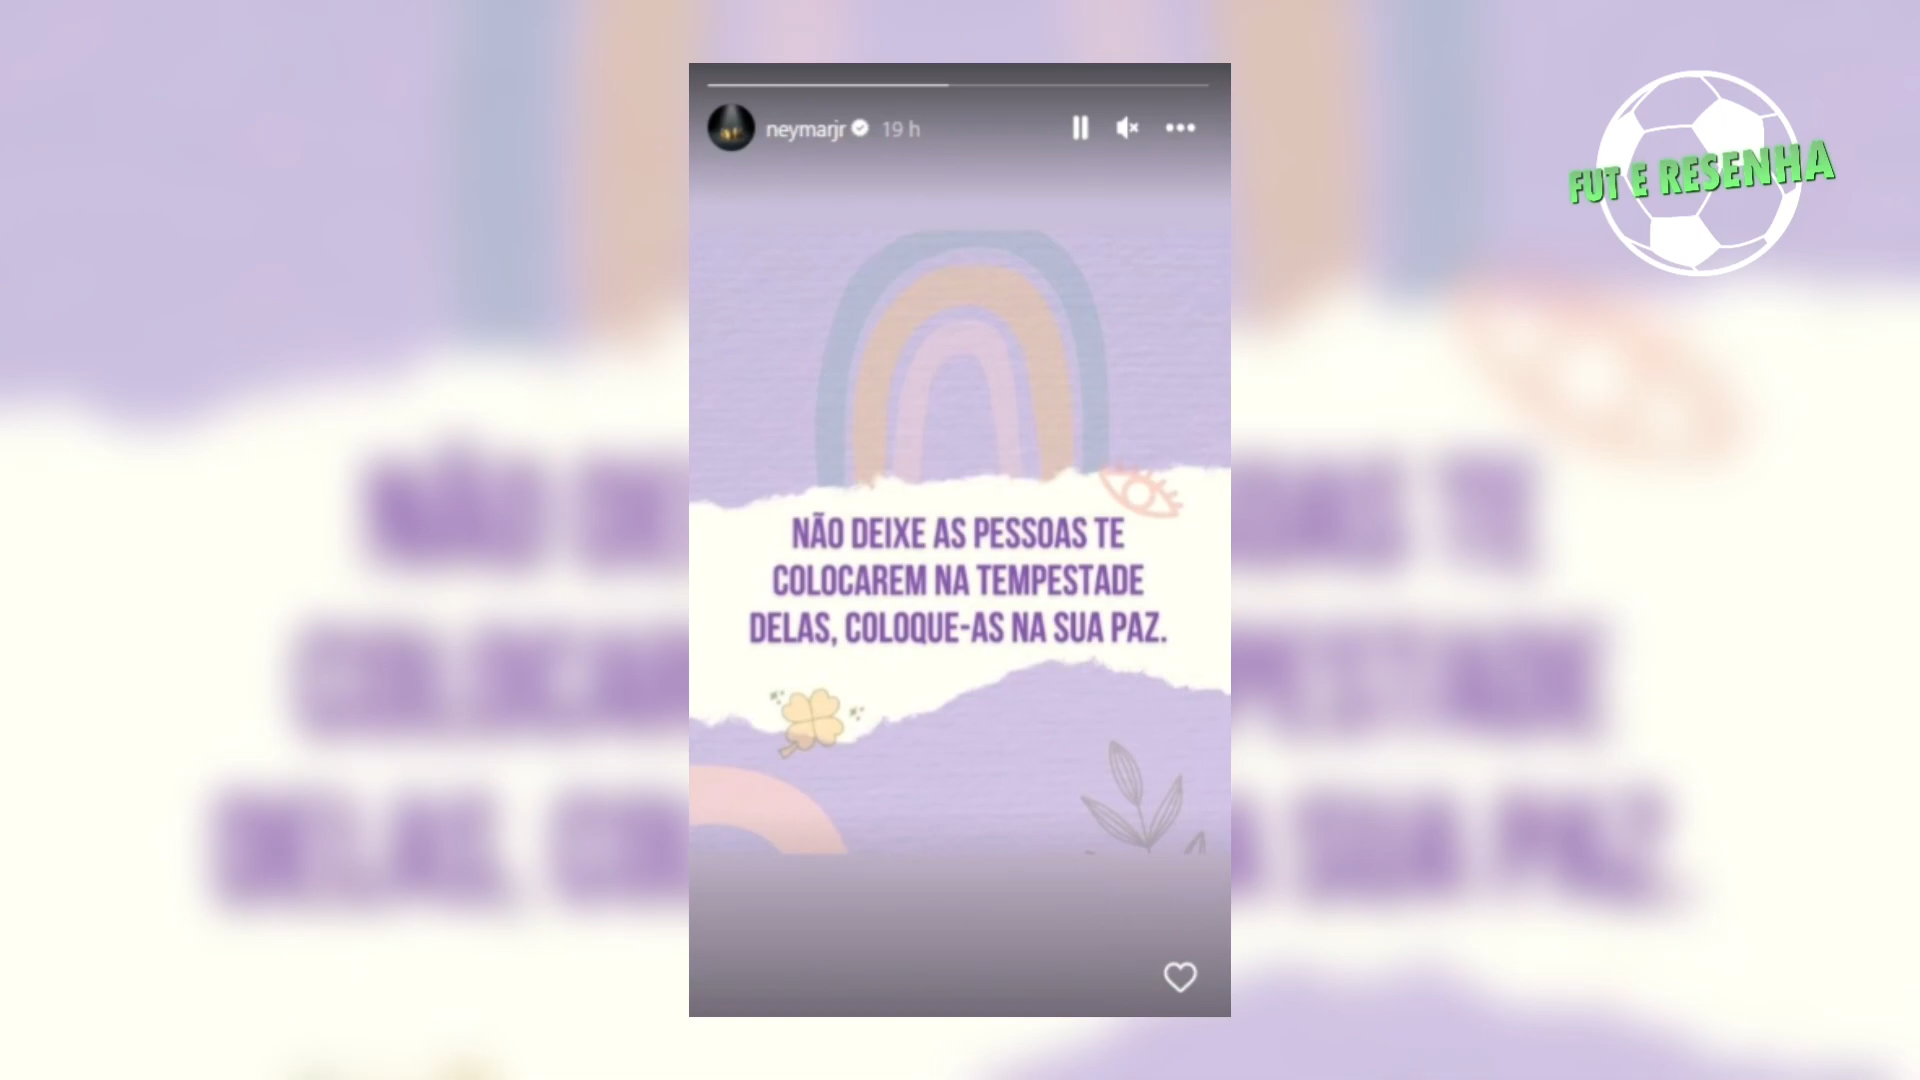 neymarjr 19 h
FUT E RESENHA
NÃO DEIXE AS PESSOAS TE
COLOCAREM NA TEMPESTADE
DELAS, COLOQUE-AS NA SUA PAZ.